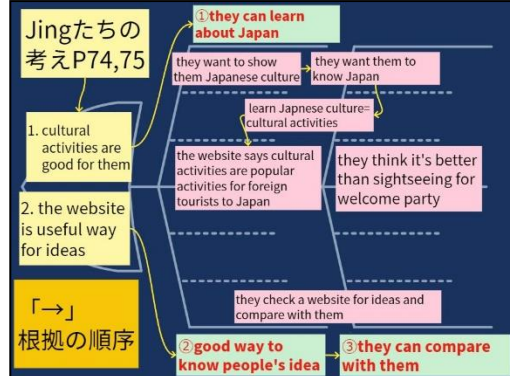 Jingたちの
考えP74,75
①they can learn
about Japan
they want to show
them Japanese culture
they want them to
know Japan
learn Japnese culture=
cultural activities
1. cultural
activities are
good for them
the website says cultural
activities are popular
activities for foreign
tourists to Japan
they think it's better
than sightseeing for
welcome party
2. the website
is useful way
for ideas
they check a website for ideas and
compare with them
「→」
根拠の順序
②good way to
know people's idea
③they can compare
with them